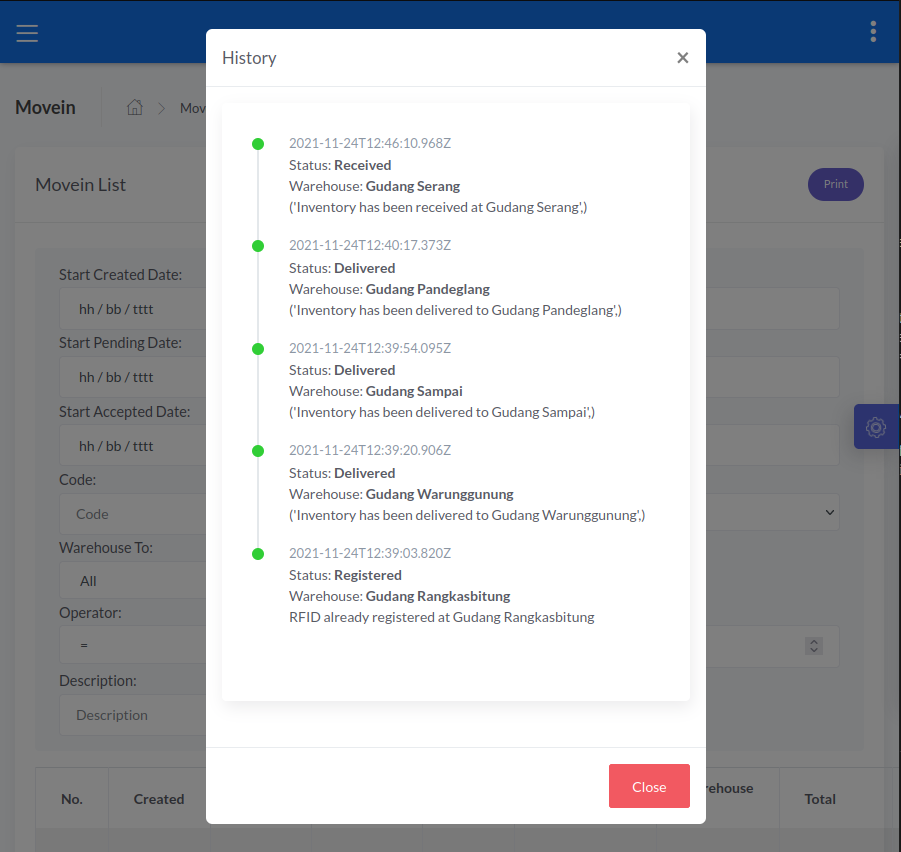 History
×
Movein
Mov
Movein List
Print
2021-11-24T12:46:10.968Z
Status: Received
Warehouse: Gudang Serang
('Inventory has been received at Gudang Serang',)
2021-11-24T12:40:17.373Z
Status: Delivered
Warehouse: Gudang Pandeglang
('Inventory has been delivered to Gudang Pandeglang',)
2021-11-24T12:39:54.095Z
Status: Delivered
Warehouse: Gudang Sampai
('Inventory has been delivered to Gudang Sampai',)
2021-11-24T12:39:20.906Z
Status: Delivered
Warehouse: Gudang Warunggunung
('Inventory has been delivered to Gudang Warunggunung',)
2021-11-24T12:39:03.820Z
Status: Registered
Warehouse: Gudang Rangkasbitung
RFID already registered at Gudang Rangkasbitung
Start Created Date:
hh / bb / tttt
Start Pending Date:
hh / bb / tttt
Start Accepted Date:
hh / bb / tttt
Code:
Code
Warehouse To:
All
Operator:
=
Description:
Description
Close
No.
Created
rehouse
Total